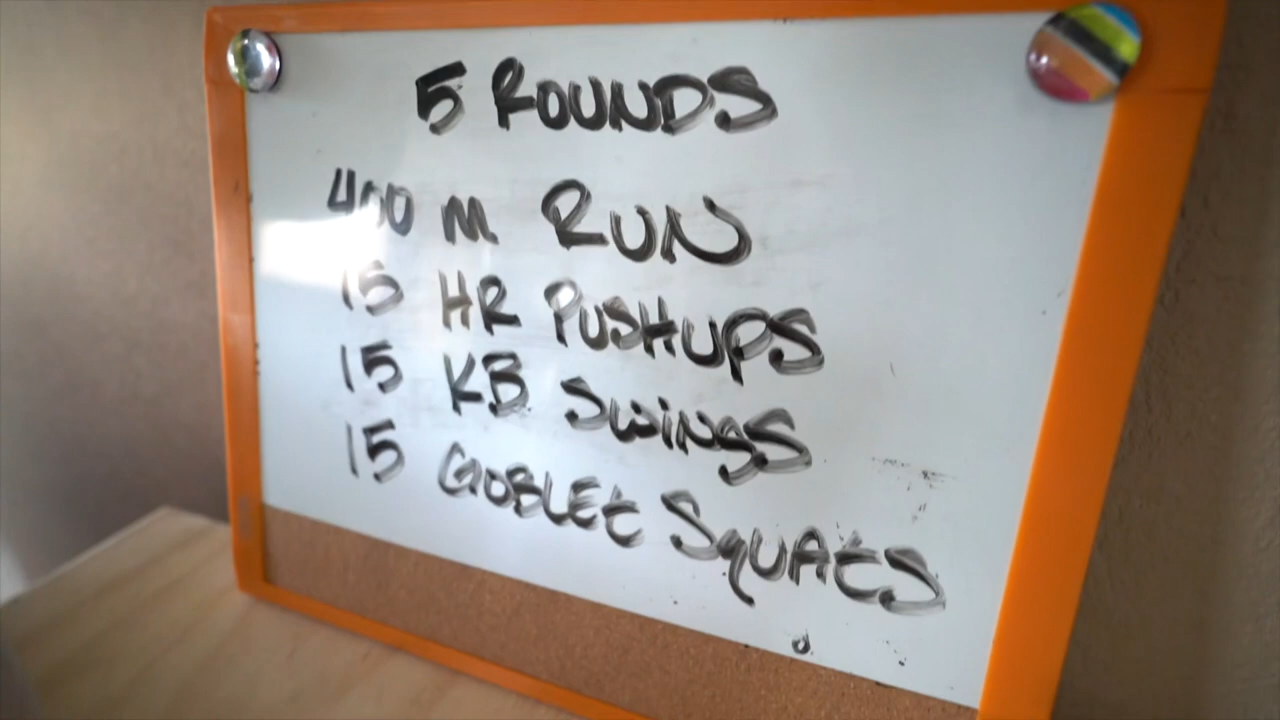 5 ROUNDS
400 M RUN
15 HR PUSHUPS
15 KB SWINGS
15 GOBLET SQUATS